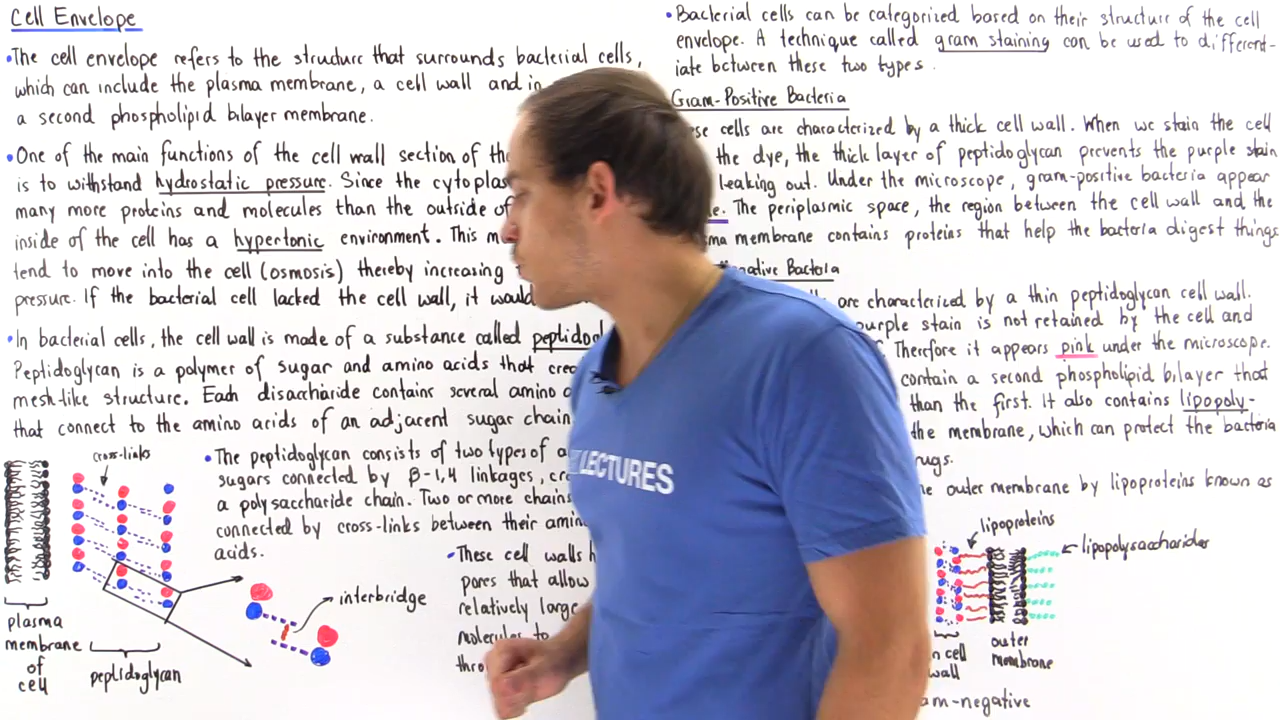 Cell Envelope
•The cell envelope refers to the structure that surrounds bacterial cells,
which can include the plasma membrane, a cell wall and in
a second phospholipid bilayer membrane.
•One of the main functions of the cell wall section of the
is to withstand hydrostatic pressure. Since the cytoplas
many more proteins and molecules than the outside of
inside of the cell has a hypertonic environment. This m
tend to move into the cell (osmosis) thereby increasing
pressure. If the bacterial cell lacked the cell wall, it would
•In bacterial cells, the cell wall is made of a substance called peptidog
Peptidoglycan is a polymer of sugar and amino acids that crea
mesh-like structure. Each disaccharide contains several amino a
that connect to the amino acids of an adjacent sugar chain.
cross-links
•The peptidoglycan consists of two types of a
sugars connected by β-1,4 linkages, cre
a polysaccharide chain. Two or more chains
connected by cross-links between their amin
acids.
•These cell walls h
pores that allow
relatively large
molecules to
thro
interbridge
plasma
membrane
of
cell
peptidoglycan
•Bacterial cells can be categorized based on their structure of the cell
envelope. A technique called gram staining can be used to different-
iate between these two types.
Gram-Positive Bacteria
se cells are characterized by a thick cell wall. When we stain the cell
the dye, the thick layer of peptidoglycan prevents the purple stain
leaking out. Under the microscope, gram-positive bacteria appear
le. The periplasmic space, the region between the cell wall and the
sma membrane contains proteins that help the bacteria digest things
gative Bacteria
are characterized by a thin peptidoglycan cell wall.
purple stain is not retained by the cell and
Therefore it appears pink under the microscope.
contain a second phospholipid bilayer that
than the first. It also contains lipopoly-
the membrane, which can protect the bacteria
rugs.
e outer membrane by lipoproteins known as
lipoproteins
lipopolysaccharides
n cell
wall
outer
membrane
am-negative
LECTURES